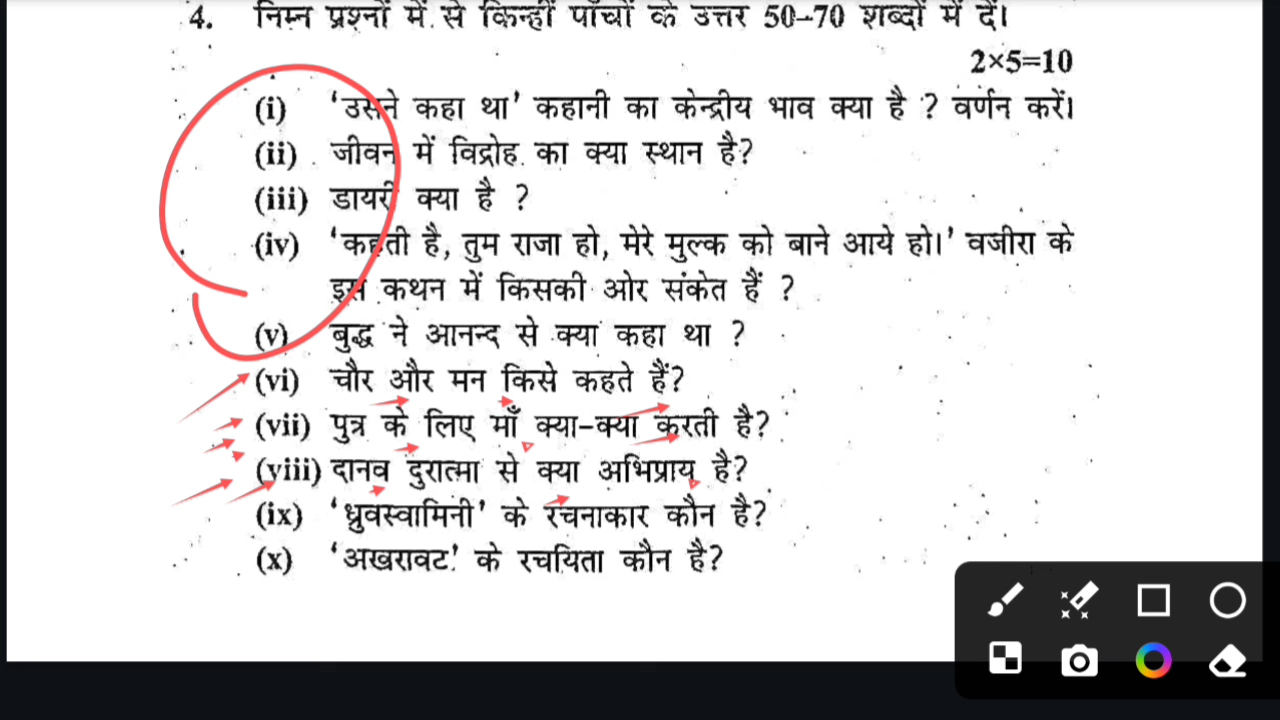 4. निम्न प्रश्नों में से किन्हीं पाँचों के उत्तर 50–70 शब्दों में दें।
2×5=10
(i) ‘उसने कहा था’ कहानी का केन्द्रीय भाव क्या है ? वर्णन करें।
(ii) जीवन में विद्रोह का क्या स्थान है?
(iii) डायरी क्या है ?
(iv) ‘कहती है, तुम राजा हो, मेरे मुल्क को बाने आये हो।’ वजीरा के
इस कथन में किसकी ओर संकेत हैं ?
(v) बुद्ध ने आनन्द से क्या कहा था ?
(vi) चौर और मन किसे कहते हैं?
(vii) पुत्र के लिए माँ क्या-क्या करती है?
(viii) दानव दुरात्मा से क्या अभिप्राय है?
(ix) ‘ध्रुवस्वामिनी’ के रचनाकार कौन है?
(x) ‘अखरावट’ के रचयिता कौन है?